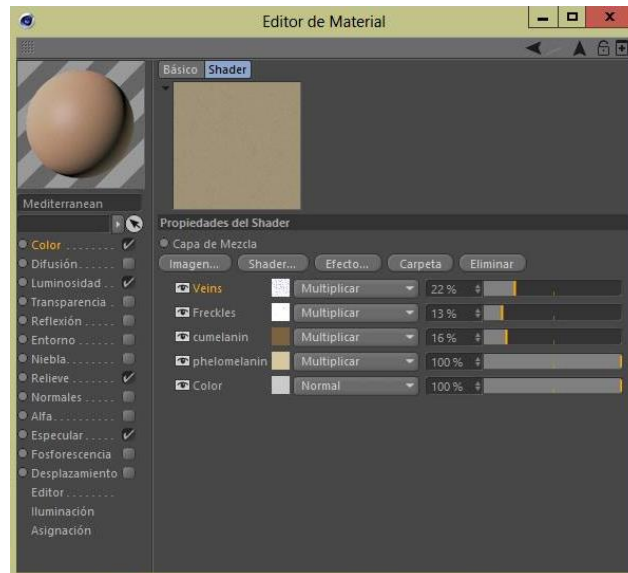 Editor de Material
Básico Shader
Mediterranean
Propiedades del Shader
Capa de Mezcla
Imagen... Shader... Efecto... Carpeta Eliminar
Veins Multiplicar 22 %
Freckles Multiplicar 13 %
cumelanin Multiplicar 16 %
phelomelanin Multiplicar 100 %
Color Normal 100 %
Color ........
Difusión ......
Luminosidad ..
Transparencia .
Reflexión .....
Entorno ......
Niebla ........
Relieve .......
Normales .....
Alfa ..........
Especular .....
Fosforescencia
Desplazamiento
Editor ........
Iluminación
Asignación